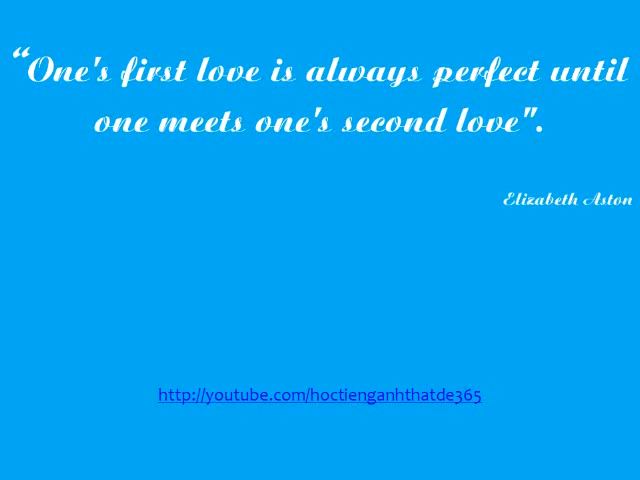 “One's first love is always perfect until
one meets one's second love".
Elizabeth Aston
http://youtube.com/hoctienganhthatde365